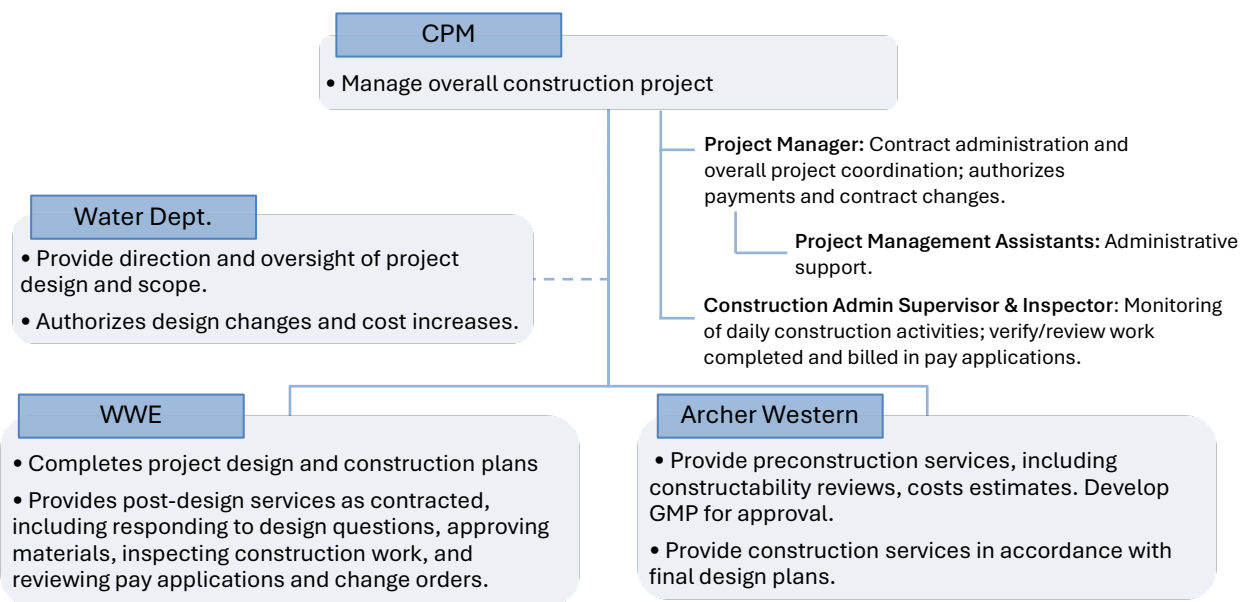 CPM
• Manage overall construction project
Project Manager: Contract administration and
overall project coordination; authorizes
payments and contract changes.
Project Management Assistants: Administrative
support.
Construction Admin Supervisor & Inspector: Monitoring
of daily construction activities; verify/review work
completed and billed in pay applications.
Water Dept.
• Provide direction and oversight of project
design and scope.
• Authorizes design changes and cost increases.
WWE
• Completes project design and construction plans
• Provides post-design services as contracted,
including responding to design questions, approving
materials, inspecting construction work, and
reviewing pay applications and change orders.
Archer Western
• Provide preconstruction services, including
constructability reviews, costs estimates. Develop
GMP for approval.
• Provide construction services in accordance with
final design plans.